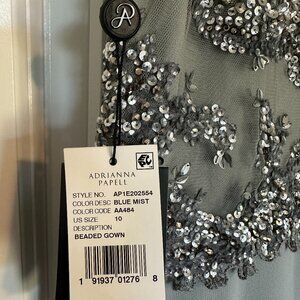 A
ADRIANNA
PAPELL
STYLE NO. AP1E202554
COLOR DESC BLUE MIST
COLOR CODE AA484
US SIZE 10
DESCRIPTION
BEADED GOWN
1 91937 01276 8